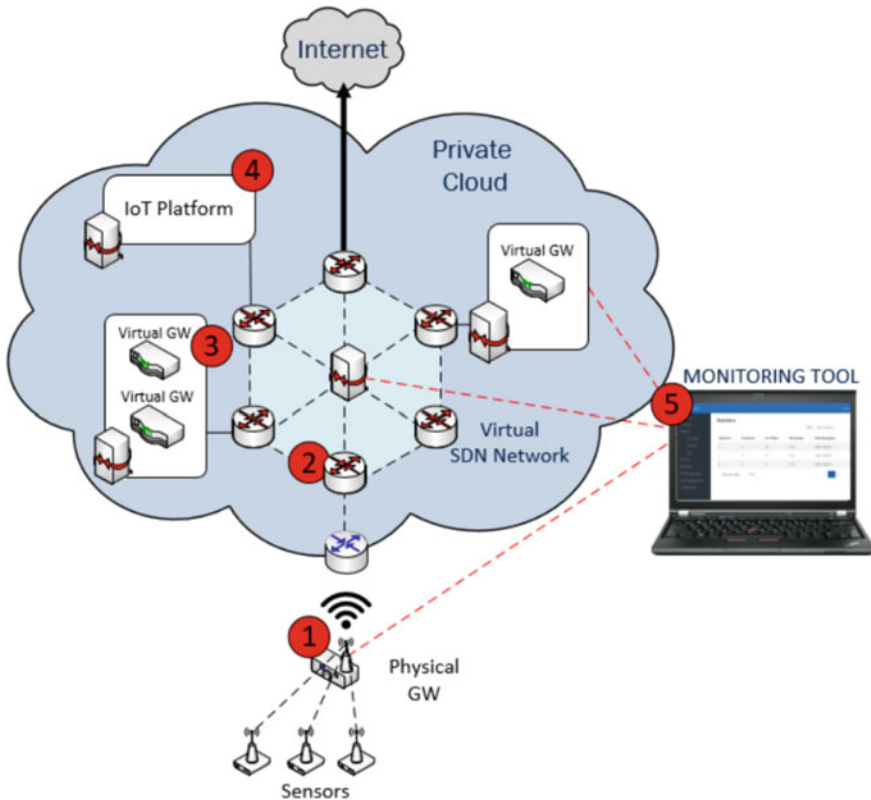 Internet
Private
Cloud
4
IoT Platform
Virtual GW
3
Virtual GW
Virtual GW
MONITORING TOOL
5
Virtual
SDN Network
2
1
Physical
GW
Sensors